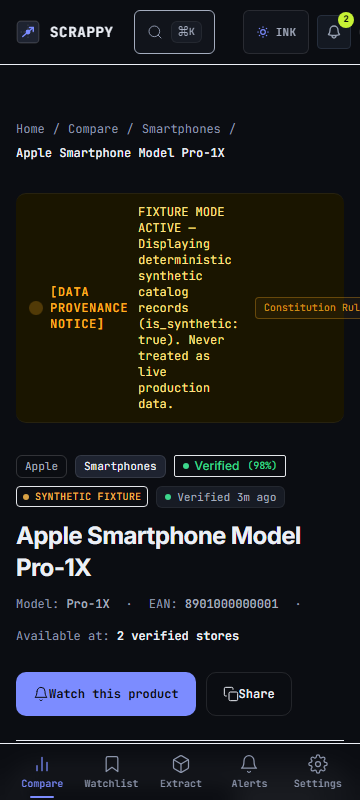 SCRAPPY
⌘K
INK
2
Home / Compare / Smartphones /
Apple Smartphone Model Pro-1X
[DATA
PROVENANCE
NOTICE]
FIXTURE MODE
ACTIVE —
Displaying
deterministic
synthetic
catalog
records
(is_synthetic:
true). Never
treated as
live
production
data.
Constitution Rul
Apple
Smartphones
Verified (98%)
SYNTHETIC FIXTURE
Verified 3m ago
Apple Smartphone Model
Pro-1X
Model: Pro-1X · EAN: 8901000000001 ·
Available at: 2 verified stores
Watch this product
Share
Compare
Watchlist
Extract
Alerts
Settings